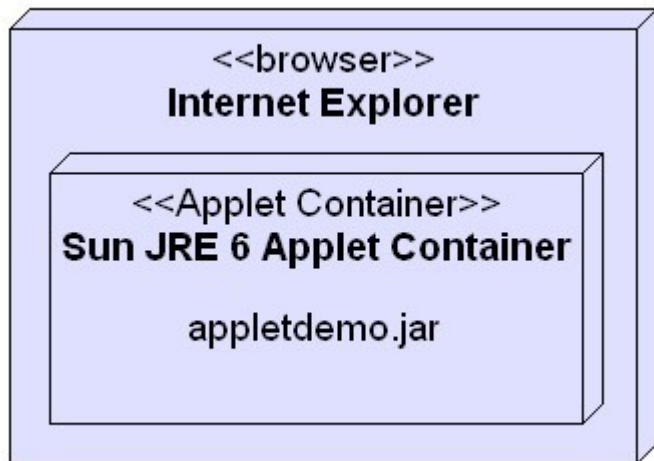 <<browser>>
Internet Explorer
<<Applet Container>>
Sun JRE 6 Applet Container
appletdemo.jar